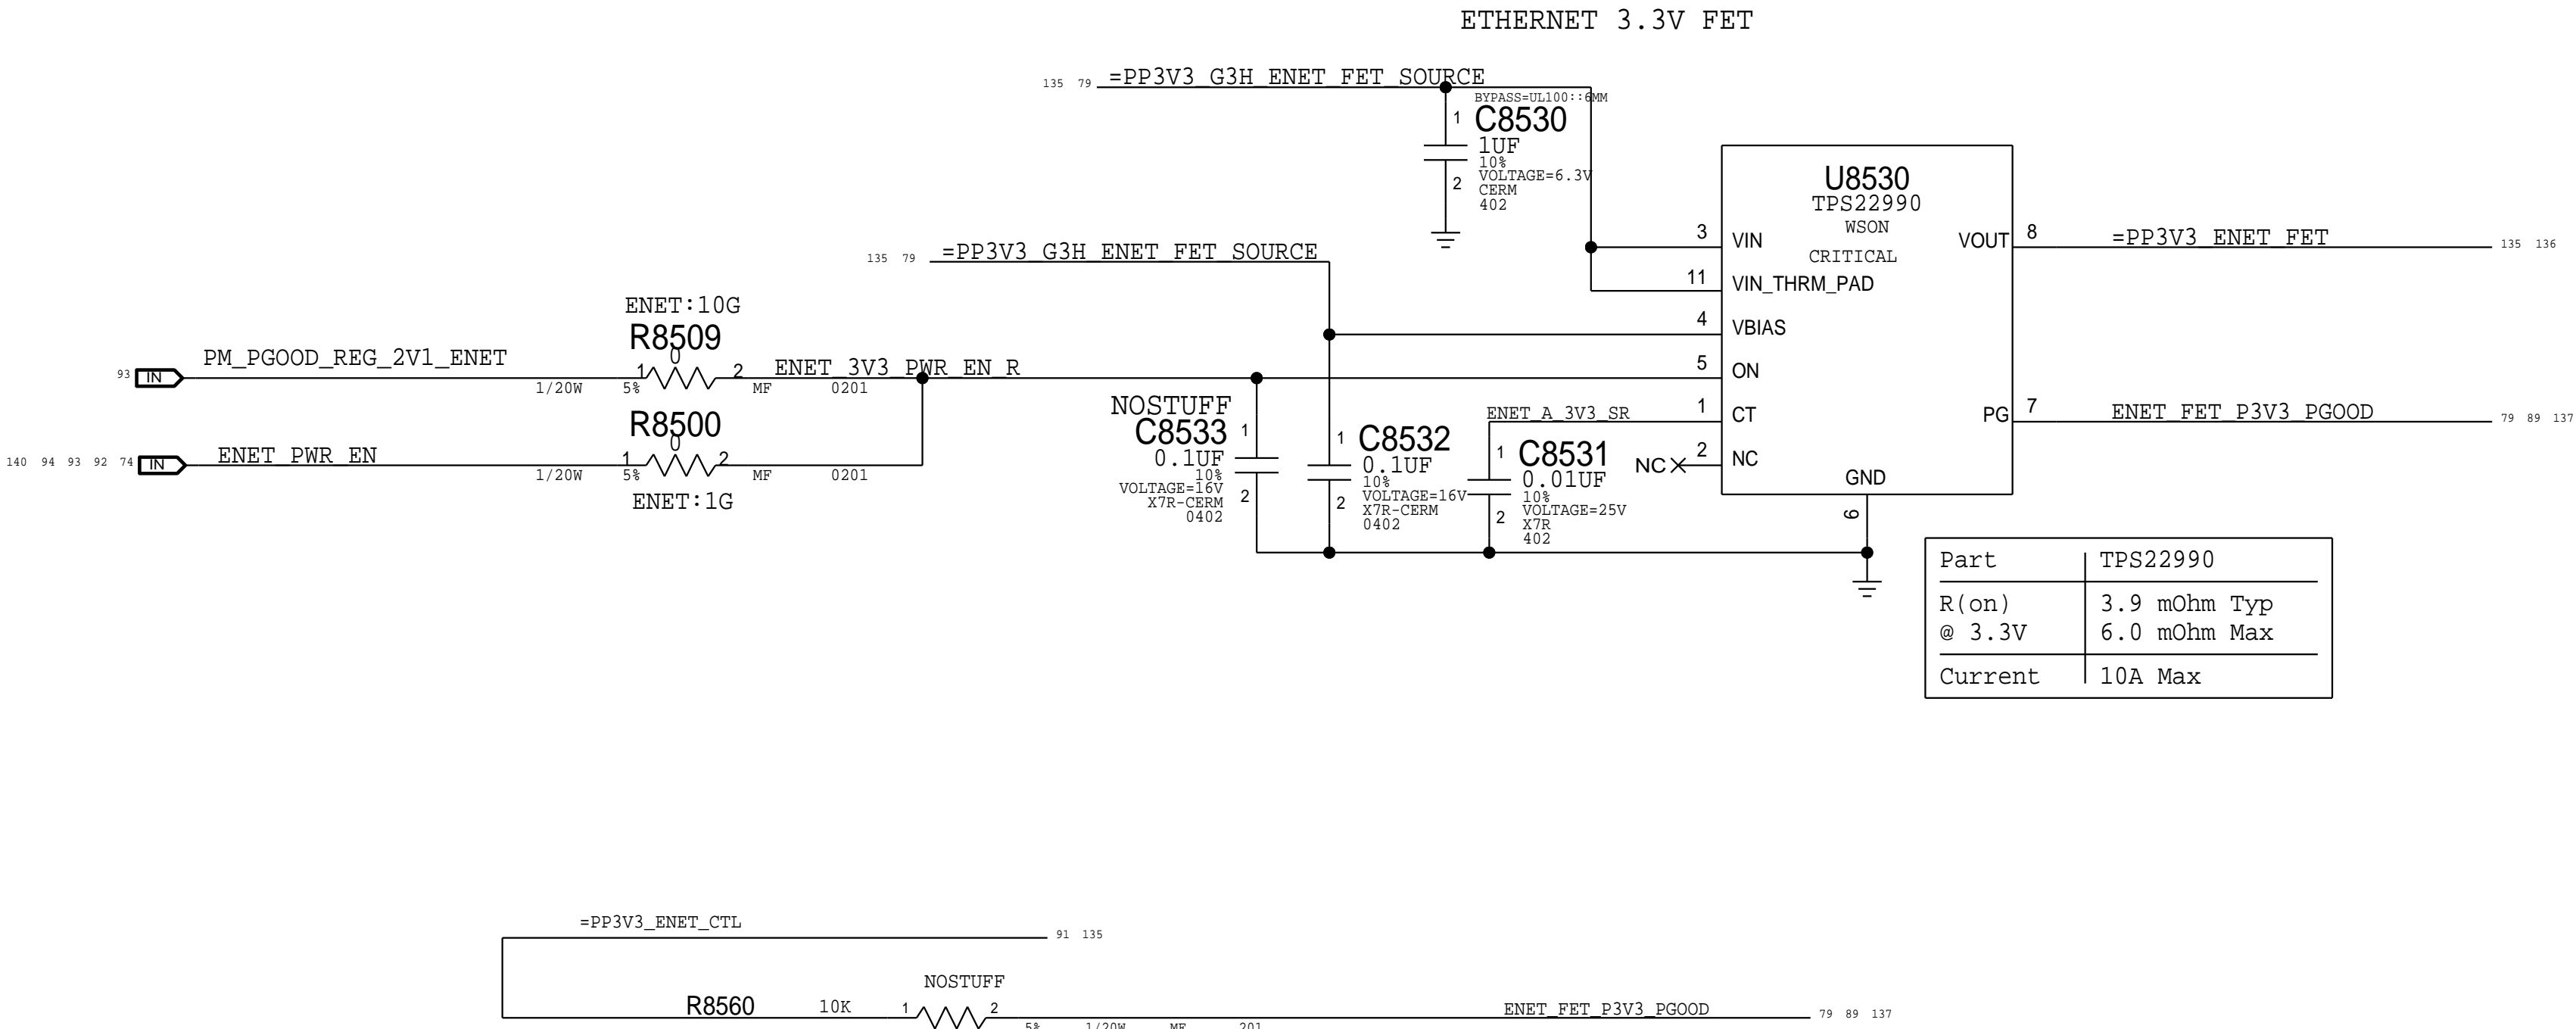 ETHERNET 3.3V FET
135 79 =PP3V3_G3H_ENET_FET_SOURCE
BYPASS=UL100::6MM
1 C8530
1UF
10%
VOLTAGE=6.3V
2 CERM
402
U8530
TPS22990
WSON
CRITICAL
3 VIN
VOUT 8 =PP3V3_ENET_FET 135 136
11 VIN_THRM_PAD
135 79 =PP3V3_G3H_ENET_FET_SOURCE
4 VBIAS
5 ON
1 CT
PG 7 ENET_FET_P3V3_PGOOD 79 89 137
NC 2 NC
GND
6
ENET:10G
R8509
0
93 IN PM_PGOOD_REG_2V1_ENET 1 2 ENET_3V3_PWR_EN_R
1/20W 5% MF 0201
R8500
0
140 94 93 92 74 IN ENET_PWR_EN 1 2
1/20W 5% MF 0201
ENET:1G
NOSTUFF
C8533 1
0.1UF
10%
VOLTAGE=16V
X7R-CERM 2
0402
1 C8532
0.1UF
10%
VOLTAGE=16V
2 X7R-CERM
0402
ENET_A_3V3_SR
1 C8531
0.01UF
10%
VOLTAGE=25V
2 X7R
402
Part TPS22990
R(on) 3.9 mOhm Typ
@ 3.3V 6.0 mOhm Max
Current 10A Max
=PP3V3_ENET_CTL 91 135
NOSTUFF
R8560 10K 1 2 ENET_FET_P3V3_PGOOD 79 89 137
5% 1/20W MF 201